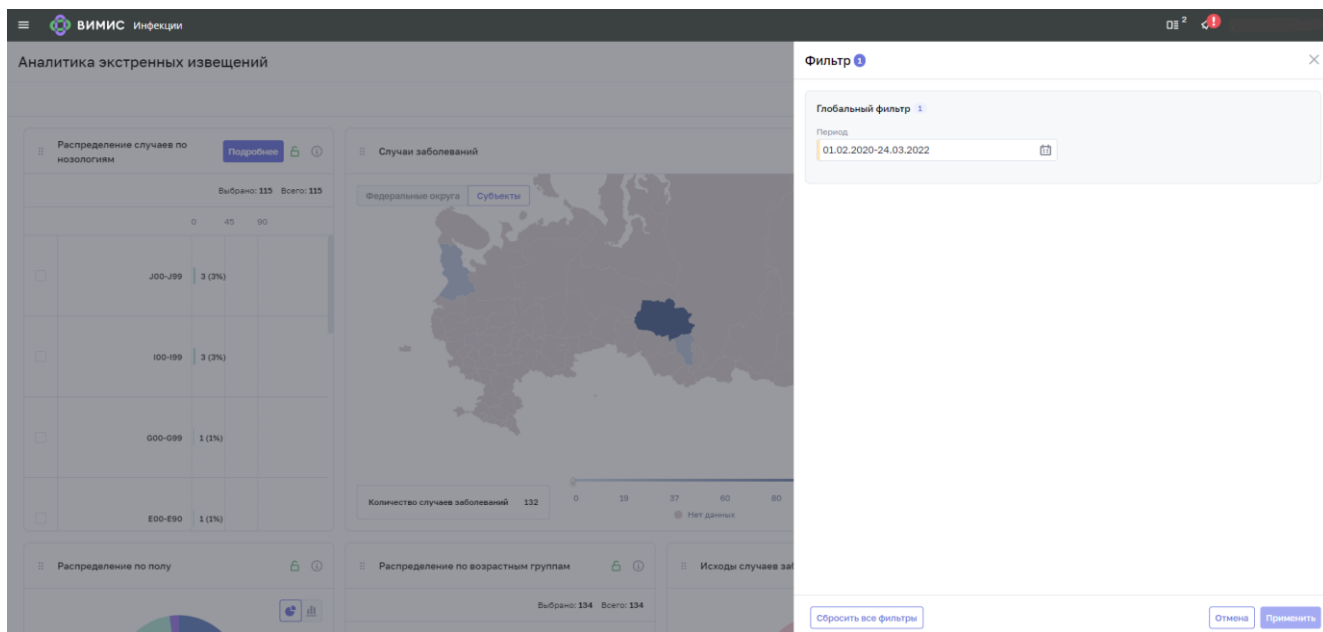 ВИМИС Инфекции
2
Аналитика экстренных извещений
Фильтр 1
Глобальный фильтр 1
Период
01.02.2020-24.03.2022
Распределение случаев по
нозологиям
Подробнее
Случаи заболеваний
Выбрано: 115 Всего: 115
Федеральные округа Субъекты
0 45 90
J00-J99 3 (3%)
I00-I99 3 (3%)
G00-G99 1 (1%)
E00-E90 1 (1%)
Количество случаев заболеваний 132
0 19 37 60 80
Нет данных
Распределение по полу
Распределение по возрастным группам
Исходы случаев заб
Выбрано: 134 Всего: 134
Сбросить все фильтры
Отмена Применить